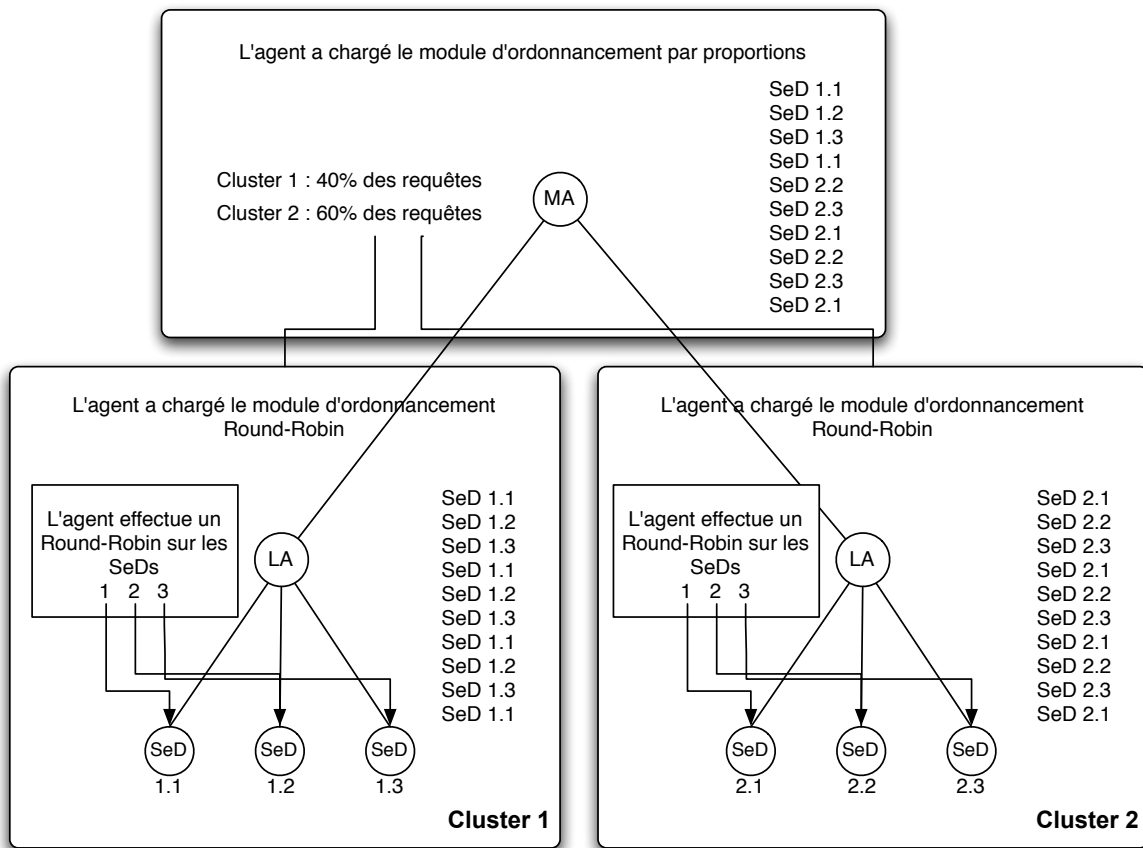 L'agent a chargé le module d'ordonnancement par proportions
SeD 1.1
SeD 1.2
SeD 1.3
SeD 1.1
SeD 2.2
SeD 2.3
SeD 2.1
SeD 2.2
SeD 2.3
SeD 2.1
Cluster 1 : 40% des requêtes
Cluster 2 : 60% des requêtes
MA
L'agent a chargé le module d'ordonnancement
Round-Robin
L'agent effectue un
Round-Robin sur les
SeDs
1 2 3
LA
SeD 1.1
SeD 1.2
SeD 1.3
SeD 1.1
SeD 1.2
SeD 1.3
SeD 1.1
SeD 1.2
SeD 1.3
SeD 1.1
SeD SeD SeD
1.1 1.2 1.3
Cluster 1
L'agent a chargé le module d'ordonnancement
Round-Robin
L'agent effectue un
Round-Robin sur les
SeDs
1 2 3
LA
SeD 2.1
SeD 2.2
SeD 2.3
SeD 2.1
SeD 2.2
SeD 2.3
SeD 2.1
SeD 2.2
SeD 2.3
SeD 2.1
SeD SeD SeD
2.1 2.2 2.3
Cluster 2